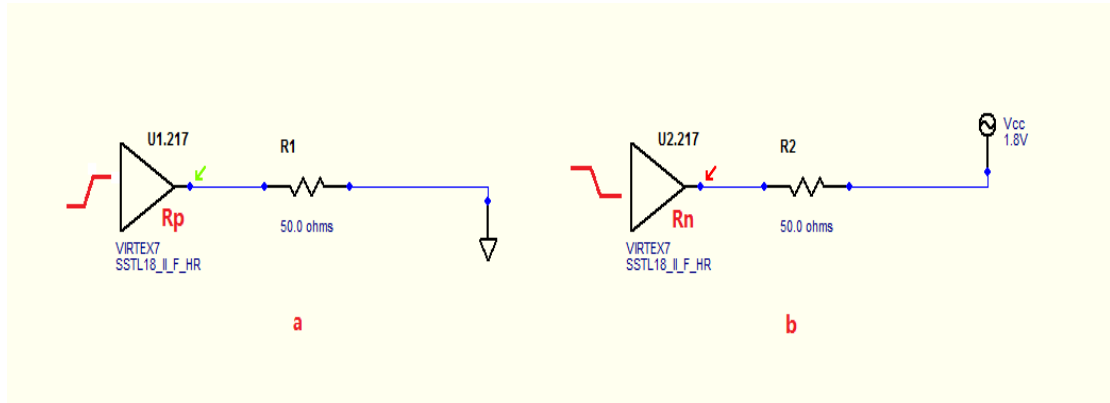 U1.217
R1
Rp
50.0 ohms
VIRTEX7
SSTL18_II_F_HR
a
U2.217
R2
Vcc
1.8V
Rn
50.0 ohms
VIRTEX7
SSTL18_II_F_HR
b